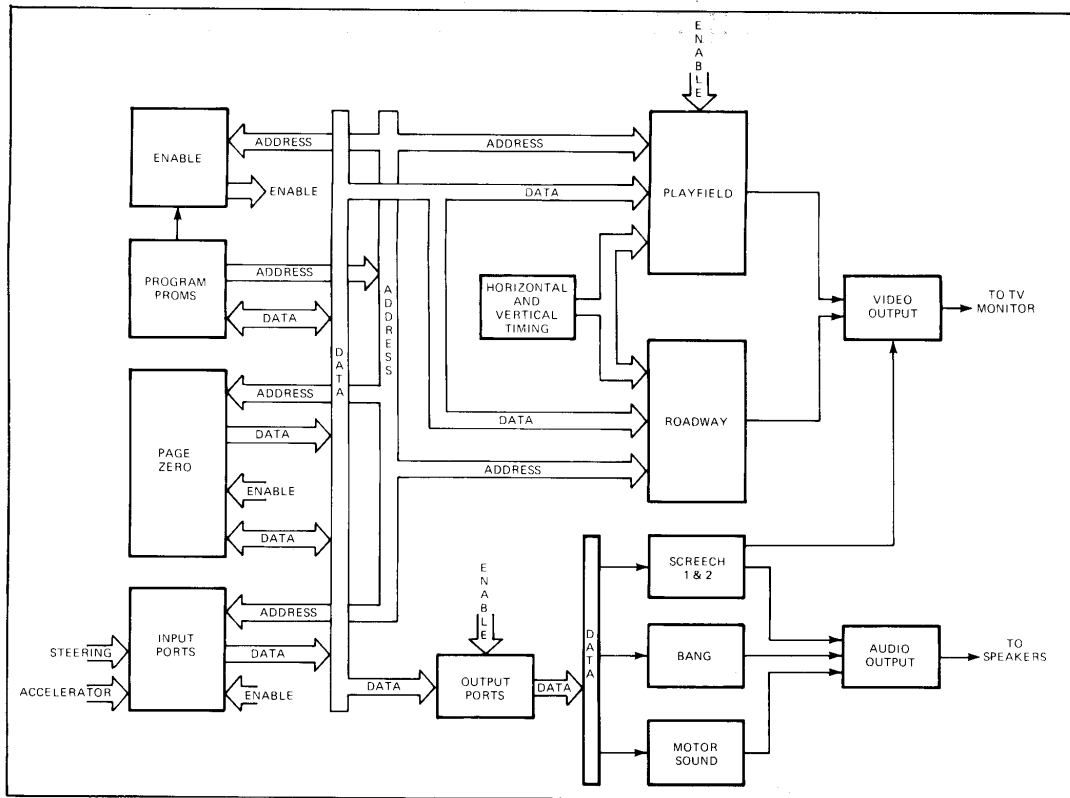 ENABLE
ENABLE
ADDRESS
ADDRESS
ENABLE
DATA
PLAYFIELD
PROGRAM
PROMS
ADDRESS
DATA
ADDRESS
HORIZONTAL
AND
VERTICAL
TIMING
VIDEO
OUTPUT
TO TV
MONITOR
DATA
PAGE
ZERO
ADDRESS
DATA
ENABLE
DATA
DATA
ADDRESS
ROADWAY
INPUT
PORTS
STEERING
ACCELERATOR
ADDRESS
DATA
ENABLE
DATA
ENABLE
OUTPUT
PORTS
DATA
DATA
SCREECH
1 & 2
BANG
MOTOR
SOUND
AUDIO
OUTPUT
TO
SPEAKERS